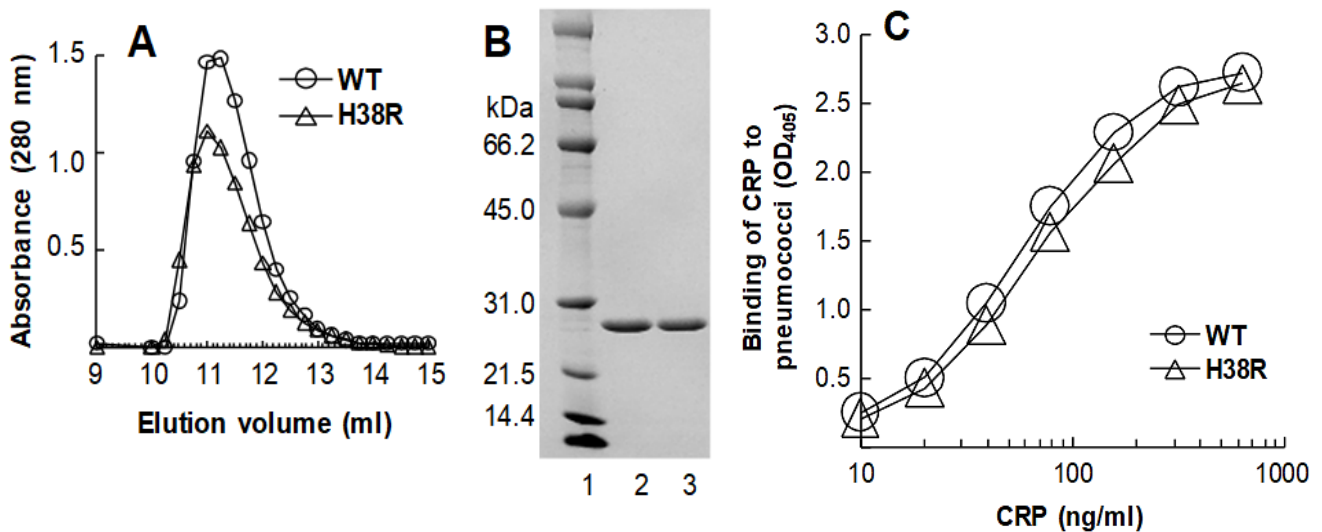 A
1.5
1.0
0.5
WT
H38R
Absorbance (280 nm)
9 10 11 12 13 14 15
Elution volume (ml)
B
kDa
66.2
45.0
31.0
21.5
14.4
1 2 3
C
3.0
2.5
2.0
1.5
1.0
0.5
Binding of CRP to
pneumococci (OD405)
WT
H38R
10 100 1000
CRP (ng/ml)